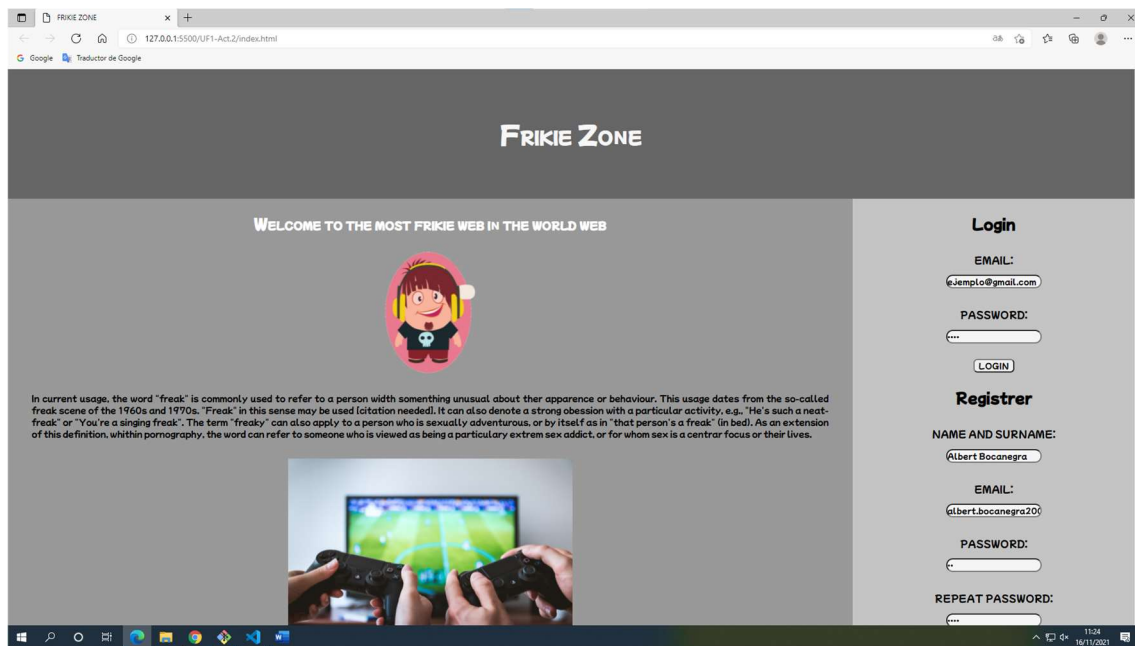 FRIKIE ZONE
127.0.0.1:5500/UF1-Act.2/index.html
Google Traductor de Google
FRIKIE ZONE
WELCOME TO THE MOST FRIKIE WEB IN THE WORLD WEB
In current usage, the word "freak" is commonly used to refer to a person width somenthing unusual about ther apparence or behaviour. This usage dates from the so-called
freak scene of the 1960s and 1970s. "Freak" in this sense may be used [citation needed]. It can also denote a strong obession with a particular activity, e.g., "He's such a neat-
freak" or "You're a singing freak". The term "freaky" can also apply to a person who is sexually adventurous, or by itself as in "that person's a freak" (in bed). As an extension
of this definition, whithin pornography, the word can refer to someone who is viewed as being a particulary extrem sex addict, or for whom sex is a centrar focus or their lives.
Login
EMAIL:
ejemplo@gmail.com
PASSWORD:
••••
LOGIN
Registrer
NAME AND SURNAME:
Albert Bocanegra
EMAIL:
albert.bocanegra200
PASSWORD:
••
REPEAT PASSWORD:
••••
11:24
16/11/2021